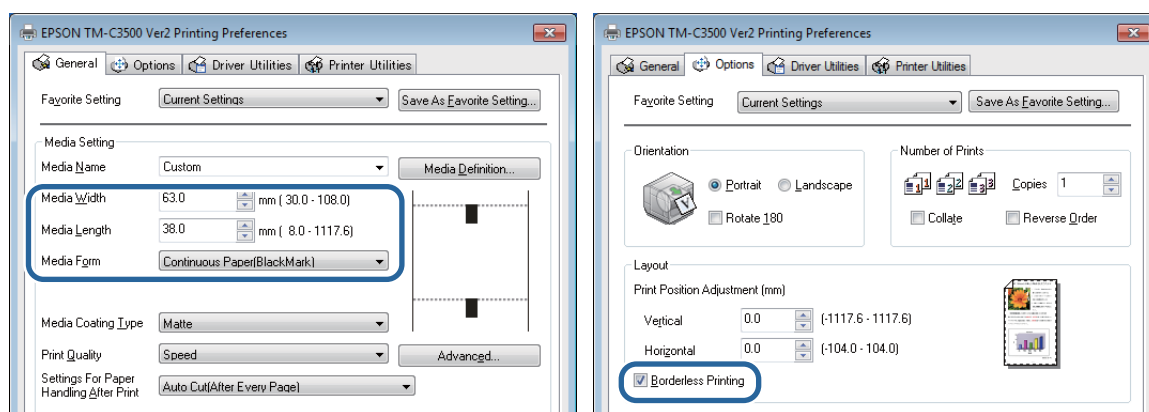 EPSON TM-C3500 Ver2 Printing Preferences
General Options Driver Utilities Printer Utilities
Favorite Setting Current Settings Save As Favorite Setting...
Media Setting
Media Name Custom Media Definition...
Media Width 63.0 mm ( 30.0 - 108.0)
Media Length 38.0 mm ( 8.0 - 1117.6)
Media Form Continuous Paper(BlackMark)
Media Coating Type Matte
Print Quality Speed Advanced...
Settings For Paper
Handling After Print Auto Cut(After Every Page)
EPSON TM-C3500 Ver2 Printing Preferences
General Options Driver Utilities Printer Utilities
Favorite Setting Current Settings Save As Favorite Setting...
Orientation
Portrait Landscape
Rotate 180
Number of Prints
1 1 2 2 3 3 Copies 1
Collate Reverse Order
Layout
Print Position Adjustment (mm)
Vertical 0.0 (-1117.6 - 1117.6)
Horizontal 0.0 (-104.0 - 104.0)
Borderless Printing